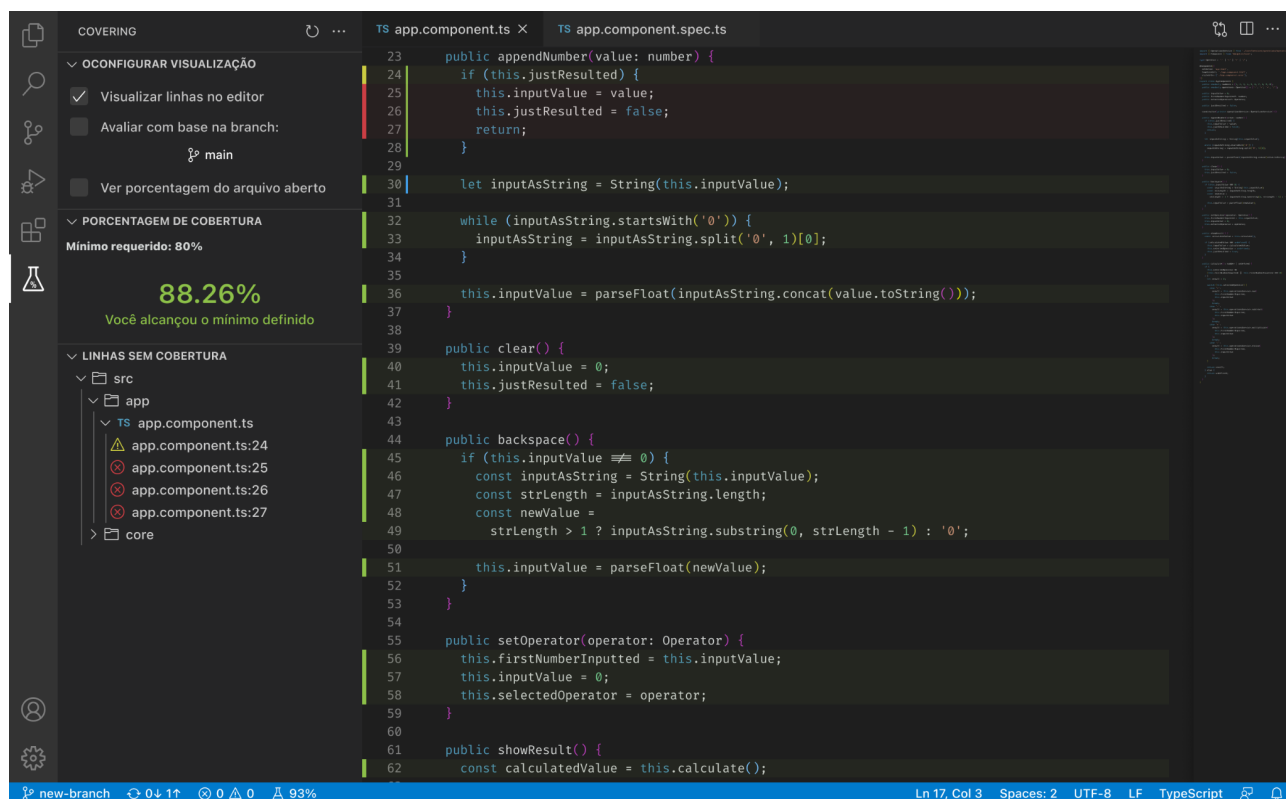 COVERING
OCONFIGURAR VISUALIZAÇÃO
Visualizar linhas no editor
Avaliar com base na branch:
main
Ver porcentagem do arquivo aberto
PORCENTAGEM DE COBERTURA
Mínimo requerido: 80%
88.26%
Você alcançou o mínimo definido
LINHAS SEM COBERTURA
src
app
TS app.component.ts
app.component.ts:24
app.component.ts:25
app.component.ts:26
app.component.ts:27
core
TS app.component.ts × TS app.component.spec.ts
23 public appendNumber(value: number) {
24 if (this.justResulted) {
25 this.inputValue = value;
26 this.justResulted = false;
27 return;
28 }
29
30 let inputAsString = String(this.inputValue);
31
32 while (inputAsString.startsWith('0')) {
33 inputAsString = inputAsString.split('0', 1)[0];
34 }
35
36 this.inputValue = parseFloat(inputAsString.concat(value.toString()));
37 }
38
39 public clear() {
40 this.inputValue = 0;
41 this.justResulted = false;
42 }
43
44 public backspace() {
45 if (this.inputValue !== 0) {
46 const inputAsString = String(this.inputValue);
47 const strLength = inputAsString.length;
48 const newValue =
49 strLength > 1 ? inputAsString.substring(0, strLength - 1) : '0';
50
51 this.inputValue = parseFloat(newValue);
52 }
53 }
54
55 public setOperator(operator: Operator) {
56 this.firstNumberInputted = this.inputValue;
57 this.inputValue = 0;
58 this.selectedOperator = operator;
59 }
60
61 public showResult() {
62 const calculatedValue = this.calculate();
new-branch 0↓ 1↑ 0 0 93% Ln 17, Col 3 Spaces: 2 UTF-8 LF TypeScript